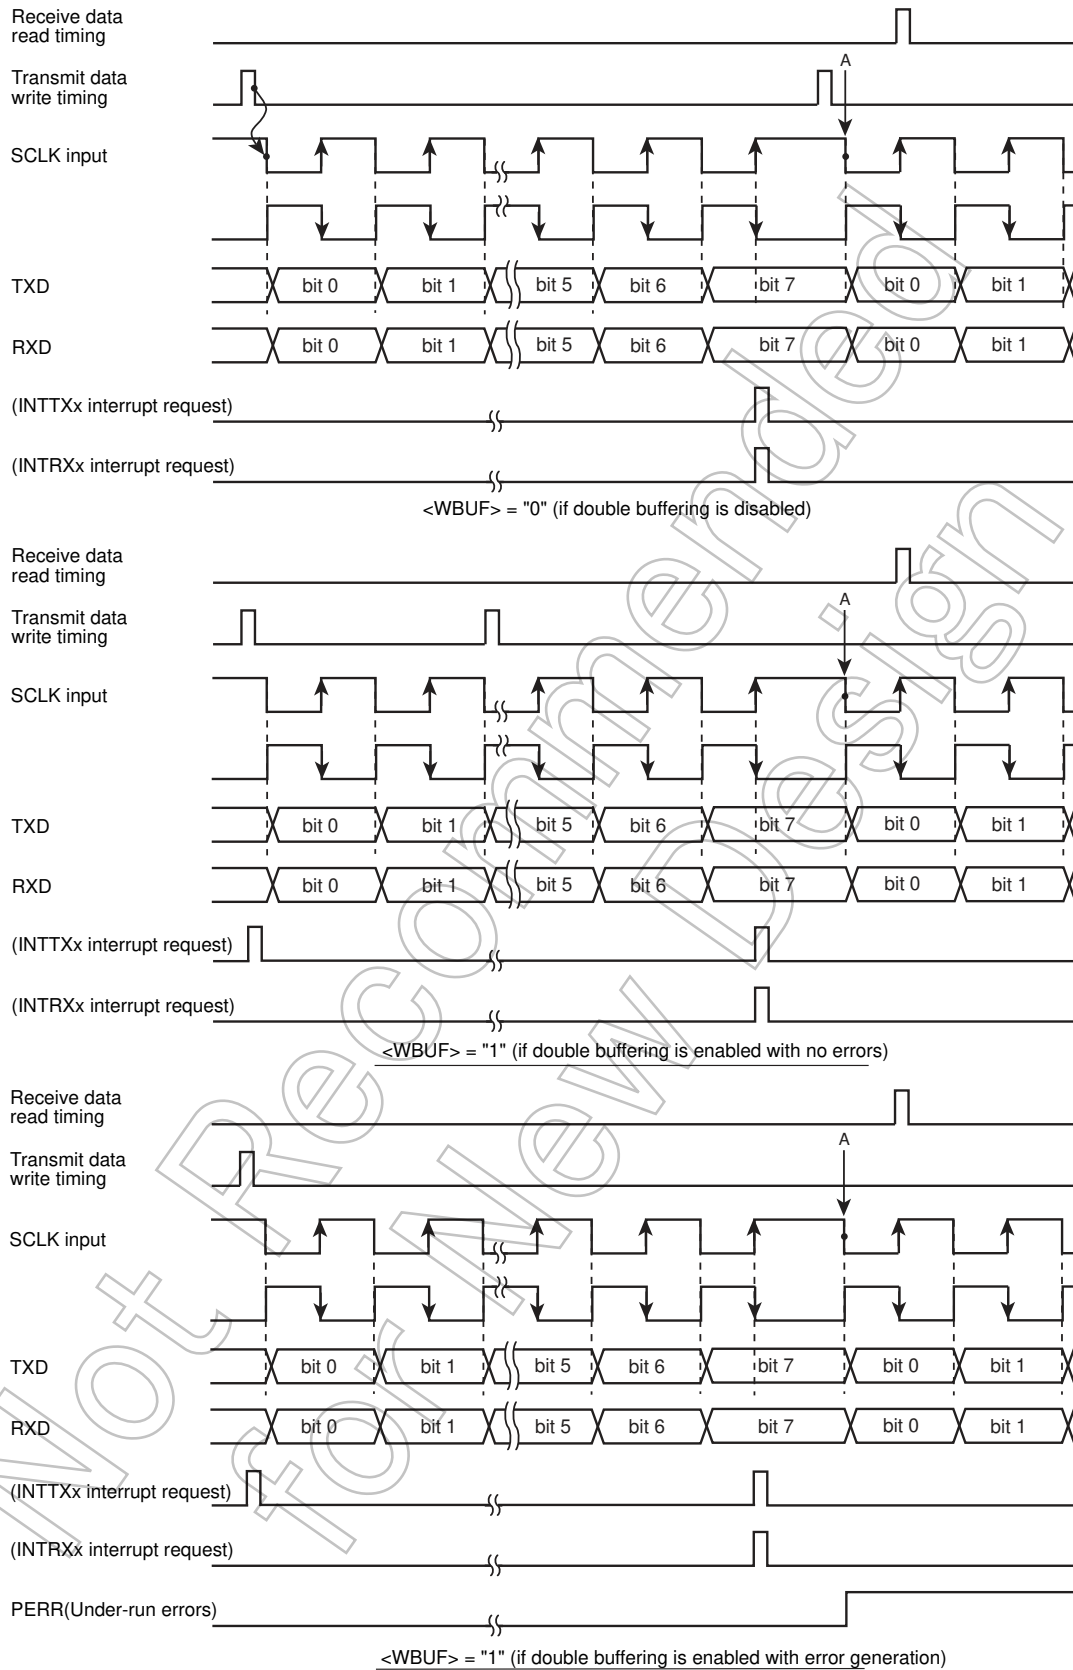 Receive data
read timing
Transmit data
write timing
A
SCLK input
TXD
bit 0 bit 1 bit 5 bit 6 bit 7 bit 0 bit 1
RXD
bit 0 bit 1 bit 5 bit 6 bit 7 bit 0 bit 1
(INTTXx interrupt request)
(INTRXx interrupt request)
<WBUF> = "0" (if double buffering is disabled)
Receive data
read timing
Transmit data
write timing
A
SCLK input
TXD
bit 0 bit 1 bit 5 bit 6 bit 7 bit 0 bit 1
RXD
bit 0 bit 1 bit 5 bit 6 bit 7 bit 0 bit 1
(INTTXx interrupt request)
(INTRXx interrupt request)
<WBUF> = "1" (if double buffering is enabled with no errors)
Receive data
read timing
Transmit data
write timing
A
SCLK input
TXD
bit 0 bit 1 bit 5 bit 6 bit 7 bit 0 bit 1
RXD
bit 0 bit 1 bit 5 bit 6 bit 7 bit 0 bit 1
(INTTXx interrupt request)
(INTRXx interrupt request)
PERR(Under-run errors)
<WBUF> = "1" (if double buffering is enabled with error generation)
Not Recommended
for New Design